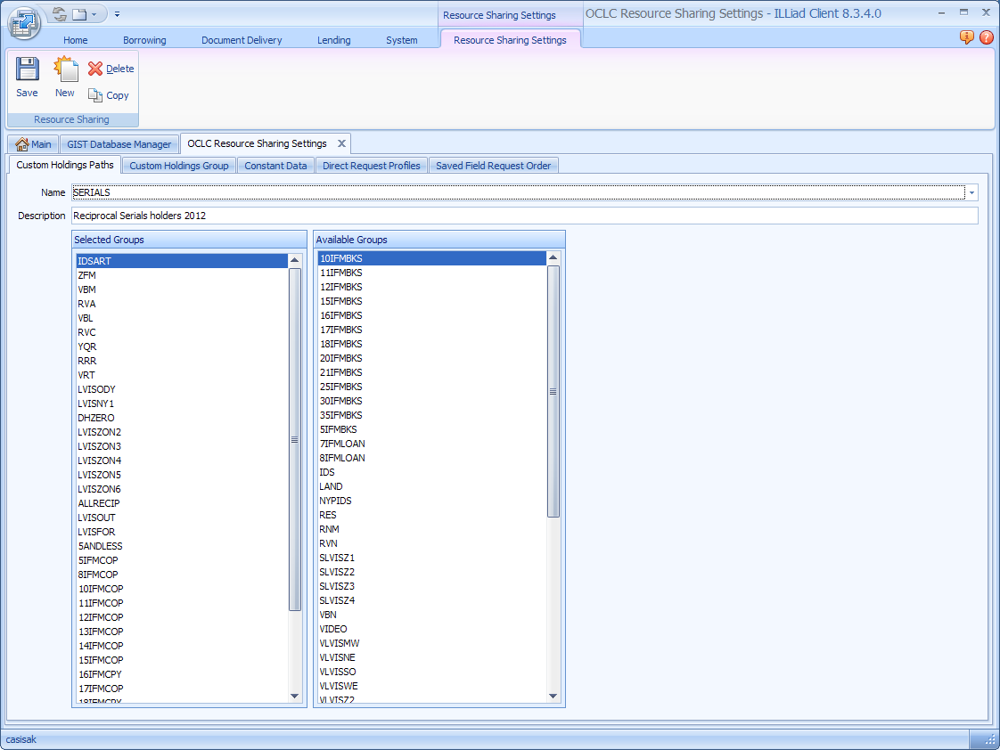 Resource Sharing Settings
OCLC Resource Sharing Settings - ILLiad Client 8.3.4.0
Home Borrowing Document Delivery Lending System Resource Sharing Settings
Save
New
Delete
Copy
Resource Sharing
Main GIST Database Manager OCLC Resource Sharing Settings X
Custom Holdings Paths Custom Holdings Group Constant Data Direct Request Profiles Saved Field Request Order
Name SERIALS
Description Reciprocal Serials holders 2012
Selected Groups
IDSART
ZFM
VBM
RVA
VBL
RVC
YQR
RRR
VRT
LVISODY
LVISNY1
DHZERO
LVISZON2
LVISZON3
LVISZON4
LVISZON5
LVISZON6
ALLRECIP
LVISOUT
LVISFOR
5ANDLESS
5IFMCOP
8IFMCOP
10IFMCOP
11IFMCOP
12IFMCOP
13IFMCOP
14IFMCOP
15IFMCOP
16IFMCPY
17IFMCOP
18IFMCPY
Available Groups
10IFMBKS
11IFMBKS
12IFMBKS
15IFMBKS
16IFMBKS
17IFMBKS
18IFMBKS
20IFMBKS
21IFMBKS
25IFMBKS
30IFMBKS
35IFMBKS
5IFMBKS
7IFMLOAN
8IFMLOAN
IDS
LAND
NYPIDS
RES
RNM
RVN
SLVISZ1
SLVISZ2
SLVISZ3
SLVISZ4
VBN
VIDEO
VLVISMW
VLVISNE
VLVISSO
VLVISWE
VLVISZ2
casisak